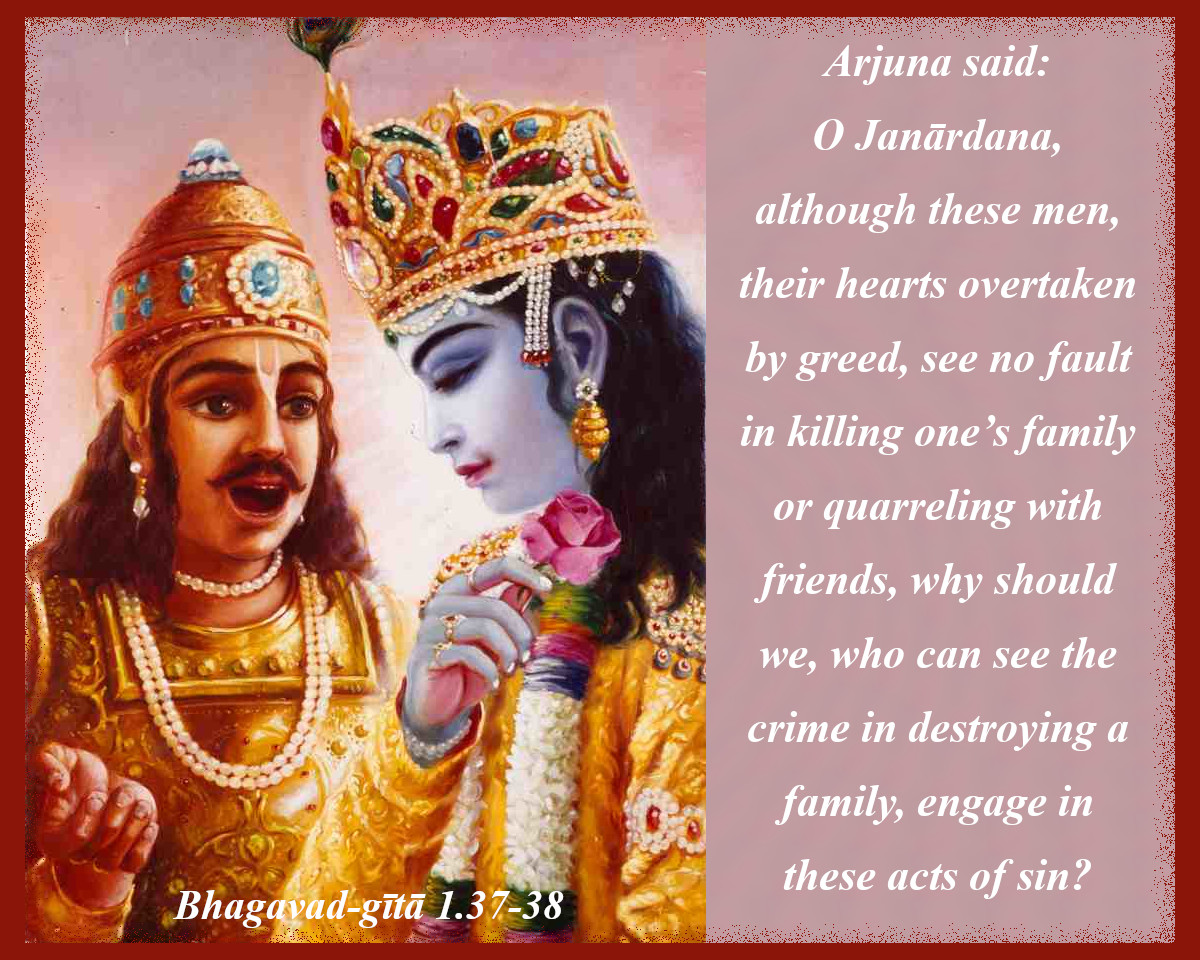 Arjuna said:
O Janārdana,
although these men,
their hearts overtaken
by greed, see no fault
in killing one’s family
or quarreling with
friends, why should
we, who can see the
crime in destroying a
family, engage in
these acts of sin?
Bhagavad-gītā 1.37-38